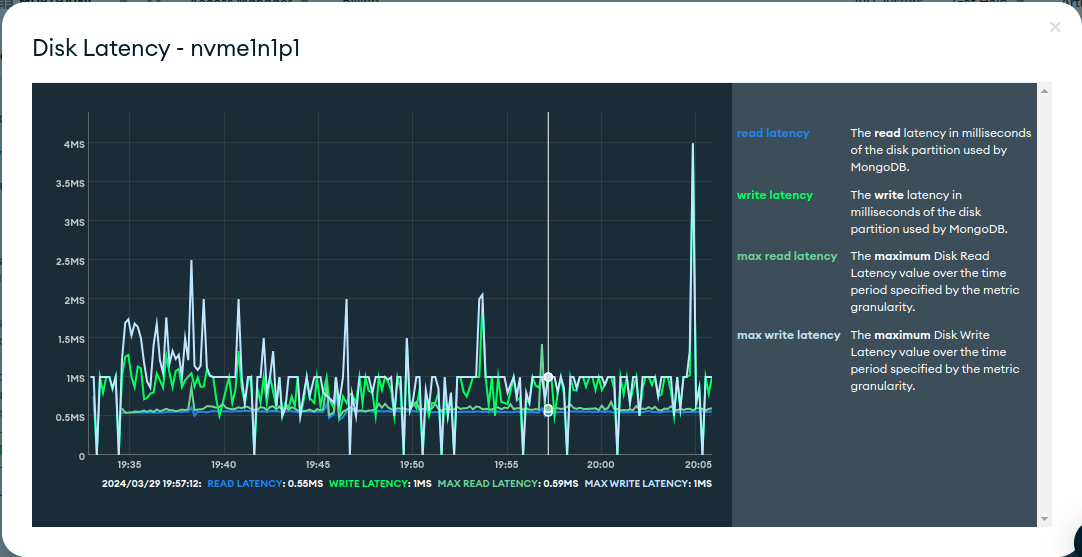 Disk Latency - nvme1n1p1
×
4MS
3.5MS
3MS
2.5MS
2MS
1.5MS
1MS
0.5MS
0
19:35 19:40 19:45 19:50 19:55 20:00 20:05
2024/03/29 19:57:12: READ LATENCY: 0.55MS WRITE LATENCY: 1MS MAX READ LATENCY: 0.59MS MAX WRITE LATENCY: 1MS
read latency
The read latency in milliseconds
of the disk partition used by
MongoDB.
write latency
The write latency in
milliseconds of the disk
partition used by MongoDB.
max read latency
The maximum Disk Read
Latency value over the time
period specified by the metric
granularity.
max write latency
The maximum Disk Write
Latency value over the time
period specified by the metric
granularity.